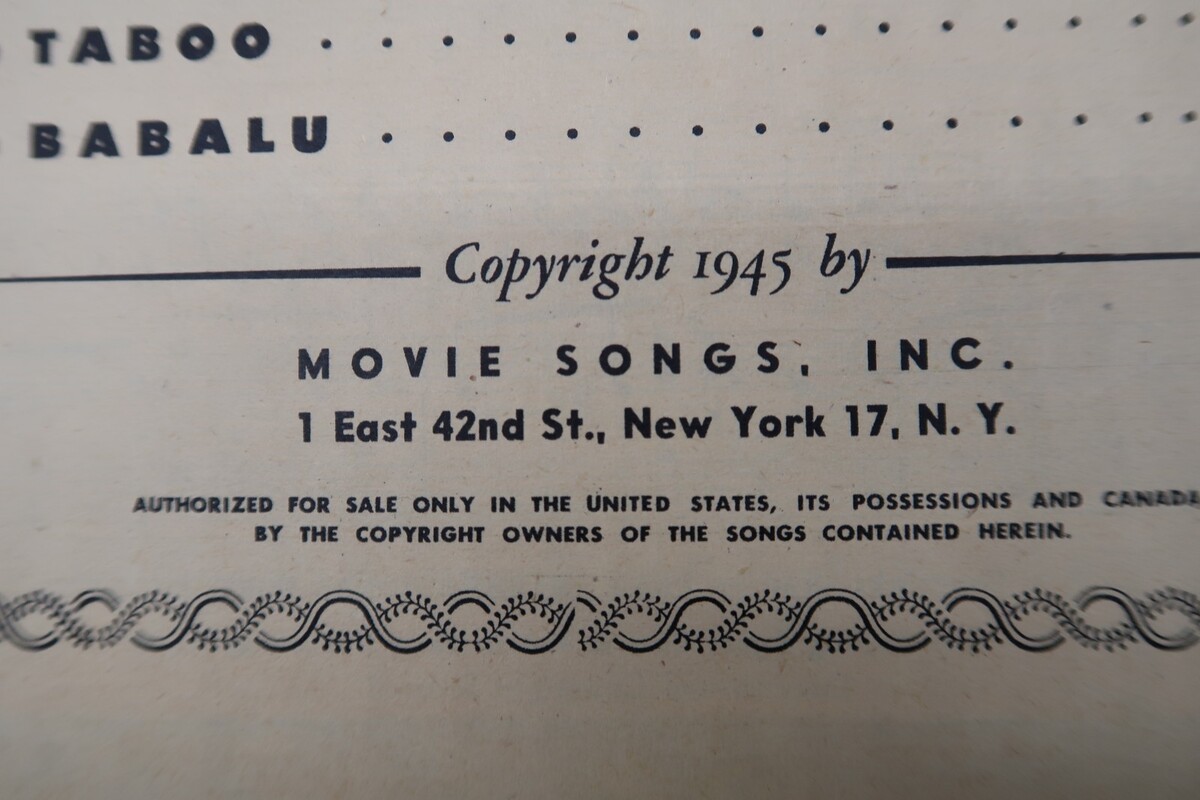 TABOO . . . . . . . . . . . . . . .
BABALU . . . . . . . . . . . . . .
Copyright 1945 by
MOVIE SONGS, INC.
1 East 42nd St., New York 17, N. Y.
AUTHORIZED FOR SALE ONLY IN THE UNITED STATES, ITS POSSESSIONS AND CANADA
BY THE COPYRIGHT OWNERS OF THE SONGS CONTAINED HEREIN.